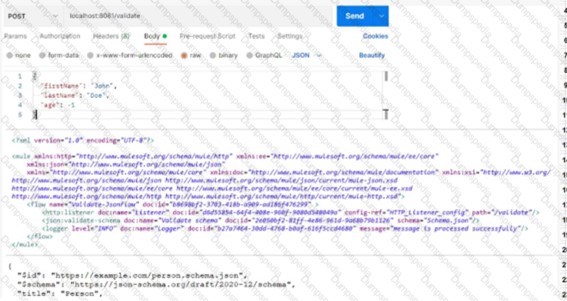 POST localhost:8081/validate Send
Params Authorization Headers (8) Body Pre-request Script Tests Settings Cookies
none form-data x-www-form-urlencoded raw binary GraphQL JSON Beautify
1 {
2 "firstName": "John",
3 "lastName": "Doe",
4 "age": -1
5 }
<?xml version="1.0" encoding="UTF-8"?>
<mule xmlns:http="http://www.mulesoft.org/schema/mule/http" xmlns:ee="http://www.mulesoft.org/schema/mule/ee/core"
xmlns:json="http://www.mulesoft.org/schema/mule/json"
xmlns="http://www.mulesoft.org/schema/mule/core" xmlns:doc="http://www.mulesoft.org/schema/mule/documentation" xmlns:xsi="http://www.w3.org/
http://www.mulesoft.org/schema/mule/json http://www.mulesoft.org/schema/mule/json/current/mule-json.xsd
http://www.mulesoft.org/schema/mule/ee/core http://www.mulesoft.org/schema/mule/ee/core/current/mule-ee.xsd
http://www.mulesoft.org/schema/mule/http http://www.mulesoft.org/schema/mule/http/current/mule-http.xsd">
<flow name="Validate-JsonFlow" doc:id=
<http:listener doc:name="Listener" doc:id= config-ref="HTTP_Listener_config" path="/validate"/>
<json:validate-schema doc:name="Validate schema" doc:id= schema="Schema.json"/>
<logger level="INFO" doc:name="Logger" doc:id= message="message is processed successfully"/>
</flow>
</mule>
{
"$id": "https://example.com/person.schema.json",
"$schema": "https://json-schema.org/draft/2020-12/schema",
"title": "Person",